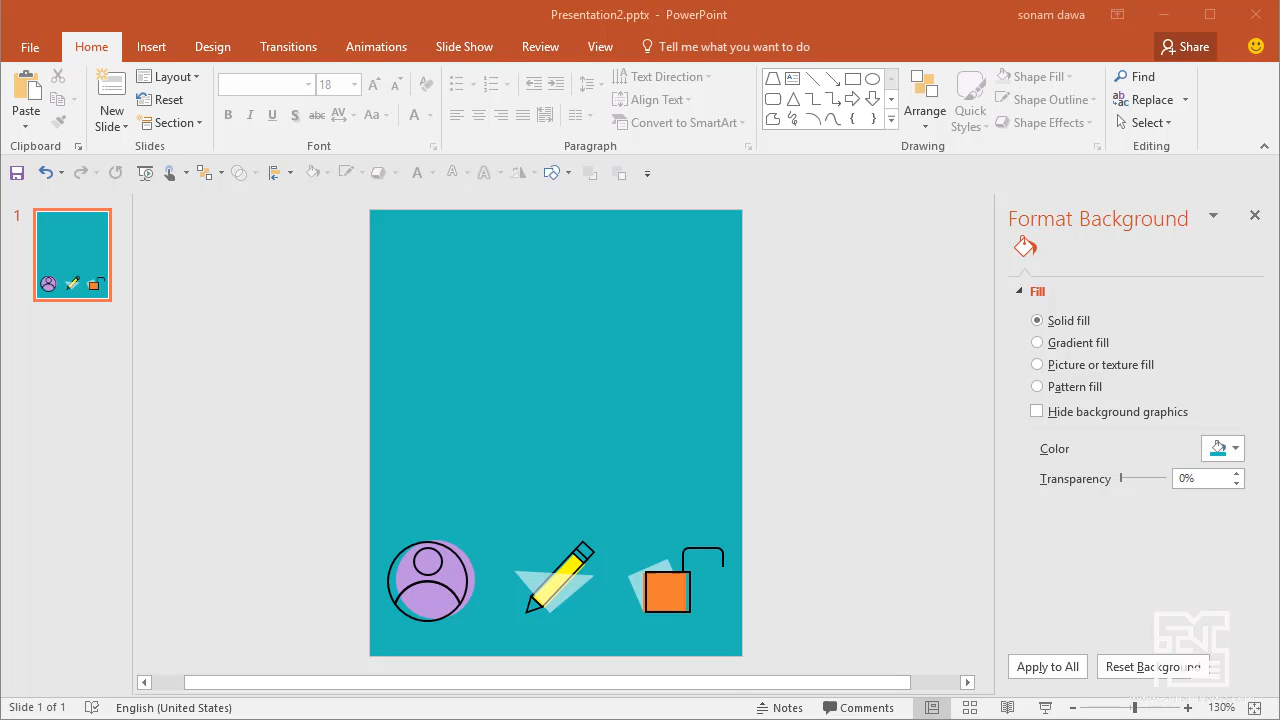 Presentation2.pptx - PowerPoint
sonam dawa
File Home Insert Design Transitions Animations Slide Show Review View Tell me what you want to do Share
Paste
Clipboard
New Slide
Layout
Reset
Section
Slides
18
B I U S abc AV Aa A
Font
Text Direction
Align Text
Convert to SmartArt
Paragraph
Arrange
Quick Styles
Shape Fill
Shape Outline
Shape Effects
Drawing
Find
Replace
Select
Editing
1
Format Background
Fill
Solid fill
Gradient fill
Picture or texture fill
Pattern fill
Hide background graphics
Color
Transparency 0%
Apply to All Reset Background
Slide 1 of 1 English (United States) Notes Comments 130%